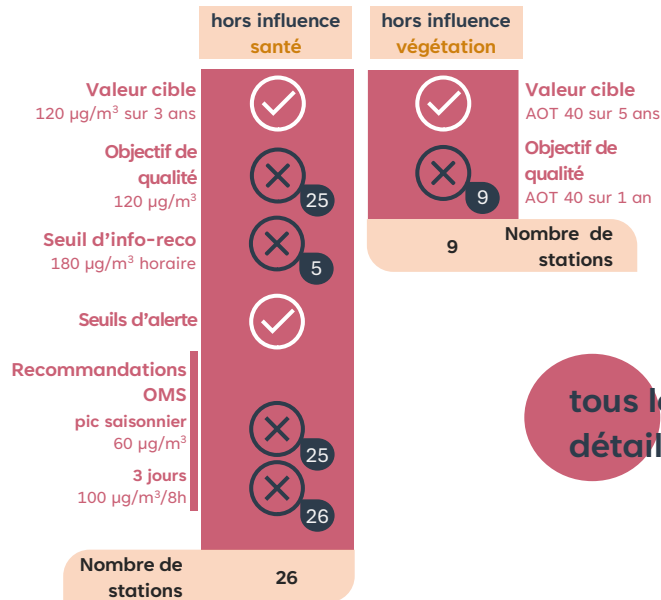 hors influence
santé
hors influence
végétation
Valeur cible
120 µg/m³ sur 3 ans
Objectif de
qualité
120 µg/m³
25
Seuil d'info-reco
180 µg/m³ horaire
5
Seuils d'alerte
Recommandations
OMS
pic saisonnier
60 µg/m³
25
3 jours
100 µg/m³/8h
26
Nombre de
stations
26
Valeur cible
AOT 40 sur 5 ans
Objectif de
qualité
AOT 40 sur 1 an
9
9
Nombre de
stations
tous
détail